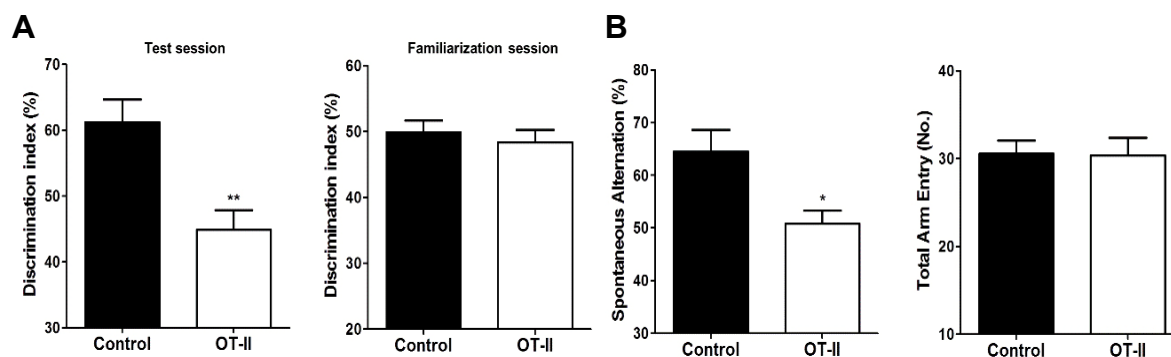 A
B
Test session
Discrimination index (%)
70
60
50
40
30
**
Control
OT-II
Familiarization session
Discrimination index (%)
60
50
40
50
20
Control
OT-II
Spontaneous Alternation (%)
80
70
60
50
40
30
*
Control
OT-II
Total Arm Entry (No.)
40
30
20
10
Control
OT-II